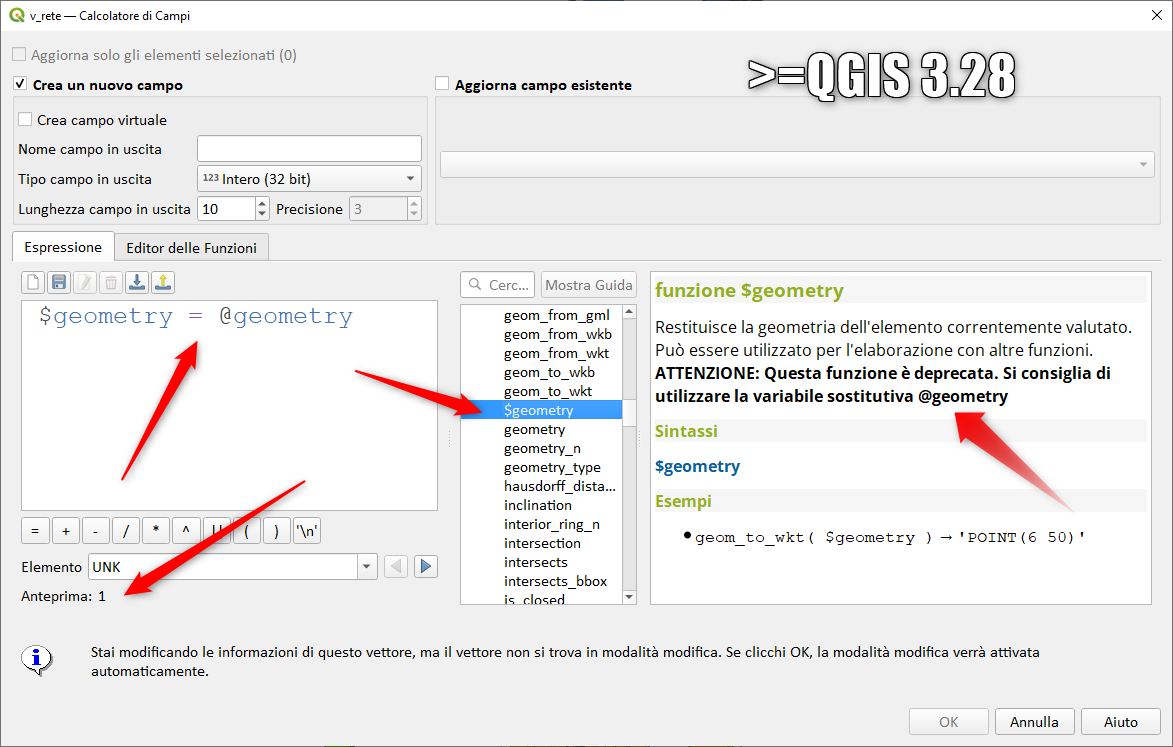 v_rete — Calcolatore di Campi
Aggiorna solo gli elementi selezionati (0)
>=QGIS 3.28
Crea un nuovo campo
Aggiorna campo esistente
Crea campo virtuale
Nome campo in uscita
Tipo campo in uscita
123 Intero (32 bit)
Lunghezza campo in uscita 10 Precisione 3
Espressione
Editor delle Funzioni
$geometry = @geometry
= + - / * ^ || ( ) '\n'
Elemento UNK
Anteprima: 1
Cerc...
Mostra Guida
geom_from_gml
geom_from_wkb
geom_from_wkt
geom_to_wkb
geom_to_wkt
$geometry
geometry
geometry_n
geometry_type
hausdorff_dista...
inclination
interior_ring_n
intersection
intersects
intersects_bbox
is_closed
funzione $geometry
Restituisce la geometria dell'elemento correntemente valutato.
Può essere utilizzato per l'elaborazione con altre funzioni.
ATTENZIONE: Questa funzione è deprecata. Si consiglia di
utilizzare la variabile sostitutiva @geometry
Sintassi
$geometry
Esempi
geom_to_wkt( $geometry ) → 'POINT(6 50)'
Stai modificando le informazioni di questo vettore, ma il vettore non si trova in modalità modifica. Se clicchi OK, la modalità modifica verrà attivata
automaticamente.
OK
Annulla
Aiuto